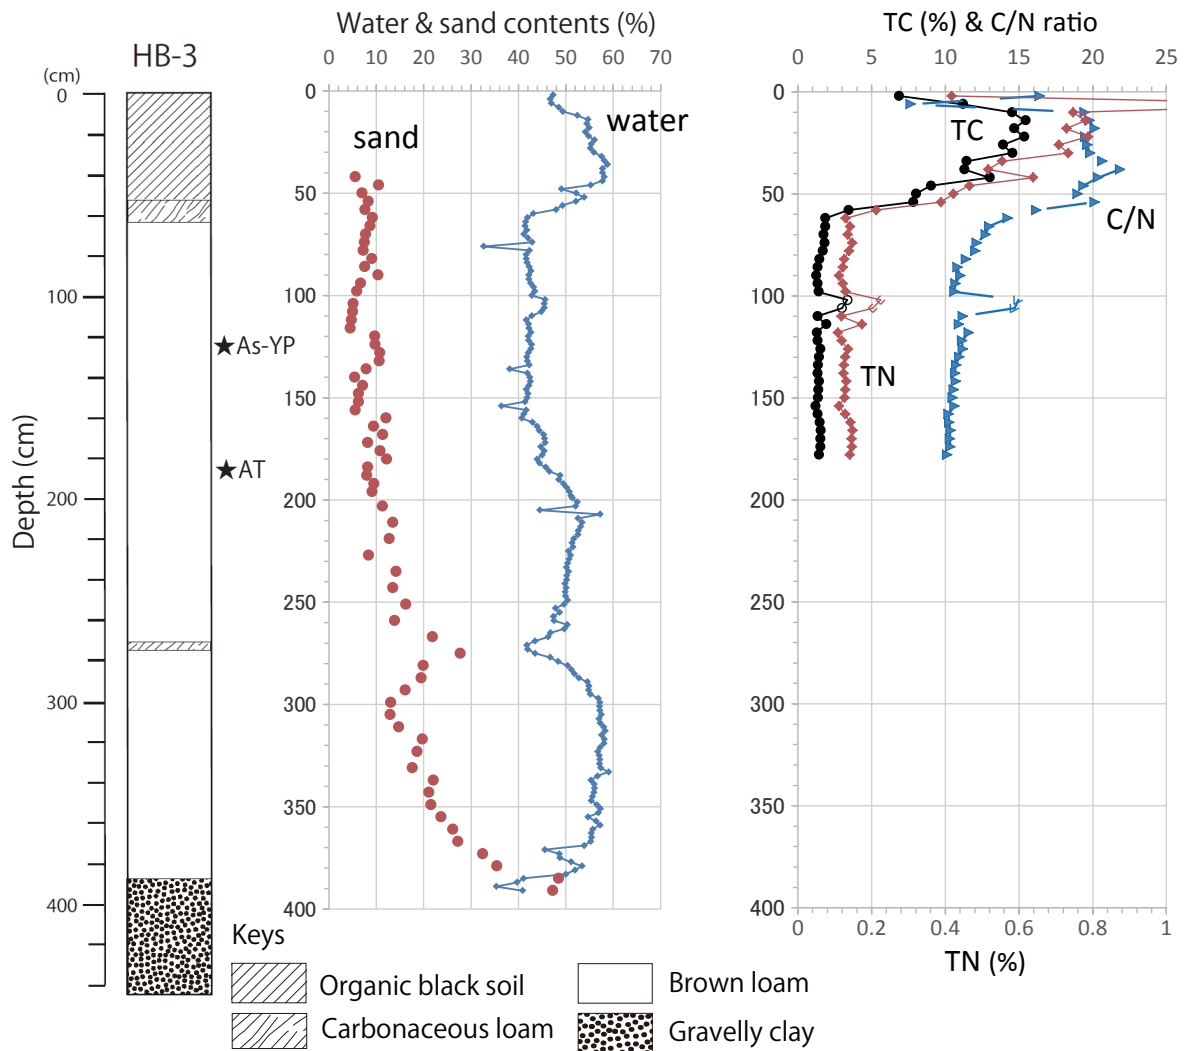 Water & sand contents (%)
TC (%) & C/N ratio
HB-3
(cm)
0 10 20 30 40 50 60 70
0 5 10 15 20 25
0
100
200
300
400
Depth (cm)
★As-YP
★AT
0
50
100
150
200
250
300
350
400
sand
water
0
50
100
150
200
250
300
350
400
TC
C/N
TN
0 0.2 0.4 0.6 0.8 1
TN (%)
Keys
Organic black soil
Brown loam
Carbonaceous loam
Gravelly clay